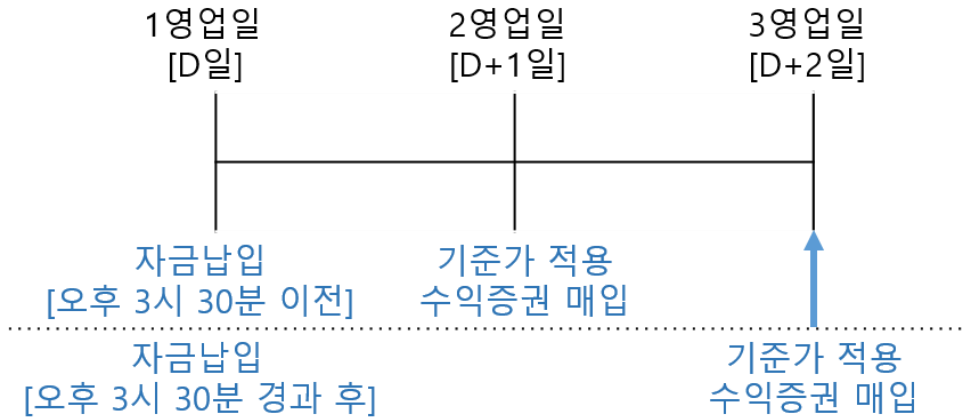 1영업일
[D일]
2영업일
[D+1일]
3영업일
[D+2일]
자금납입
[오후 3시 30분 이전]
기준가 적용
수익증권 매입
자금납입
[오후 3시 30분 경과 후]
기준가 적용
수익증권 매입